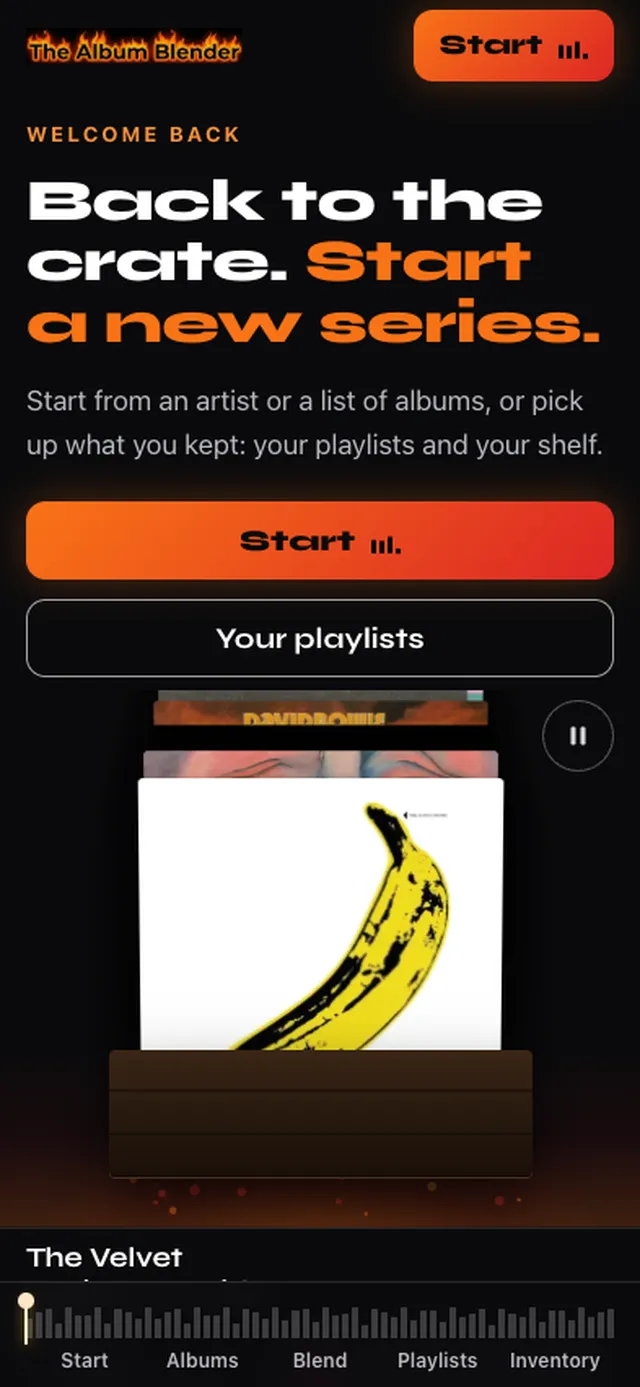 The Album Blender
Start
WELCOME BACK
Back to the
crate. Start
a new series.
Start from an artist or a list of albums, or pick
up what you kept: your playlists and your shelf.
Start
Your playlists
DAVID BOWIE
The Velvet
Start Albums Blend Playlists Inventory